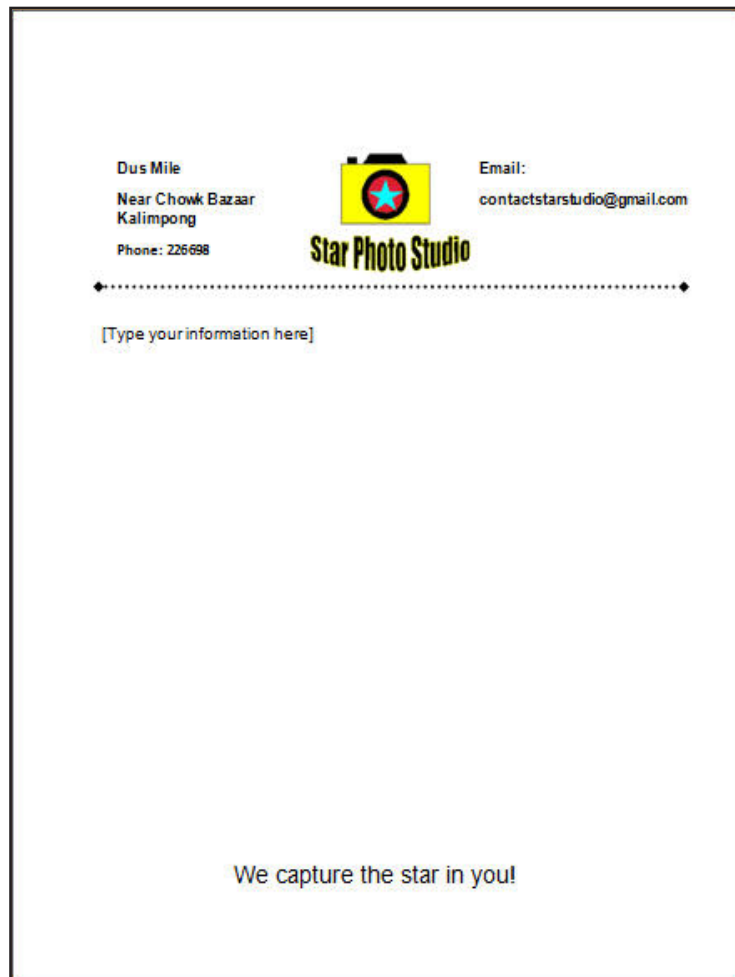 Dus Mile
Near Chowk Bazaar
Kalimpong
Phone: 226698
Star Photo Studio
Email:
contactstarstudio@gmail.com
[Type your information here]
We capture the star in you!